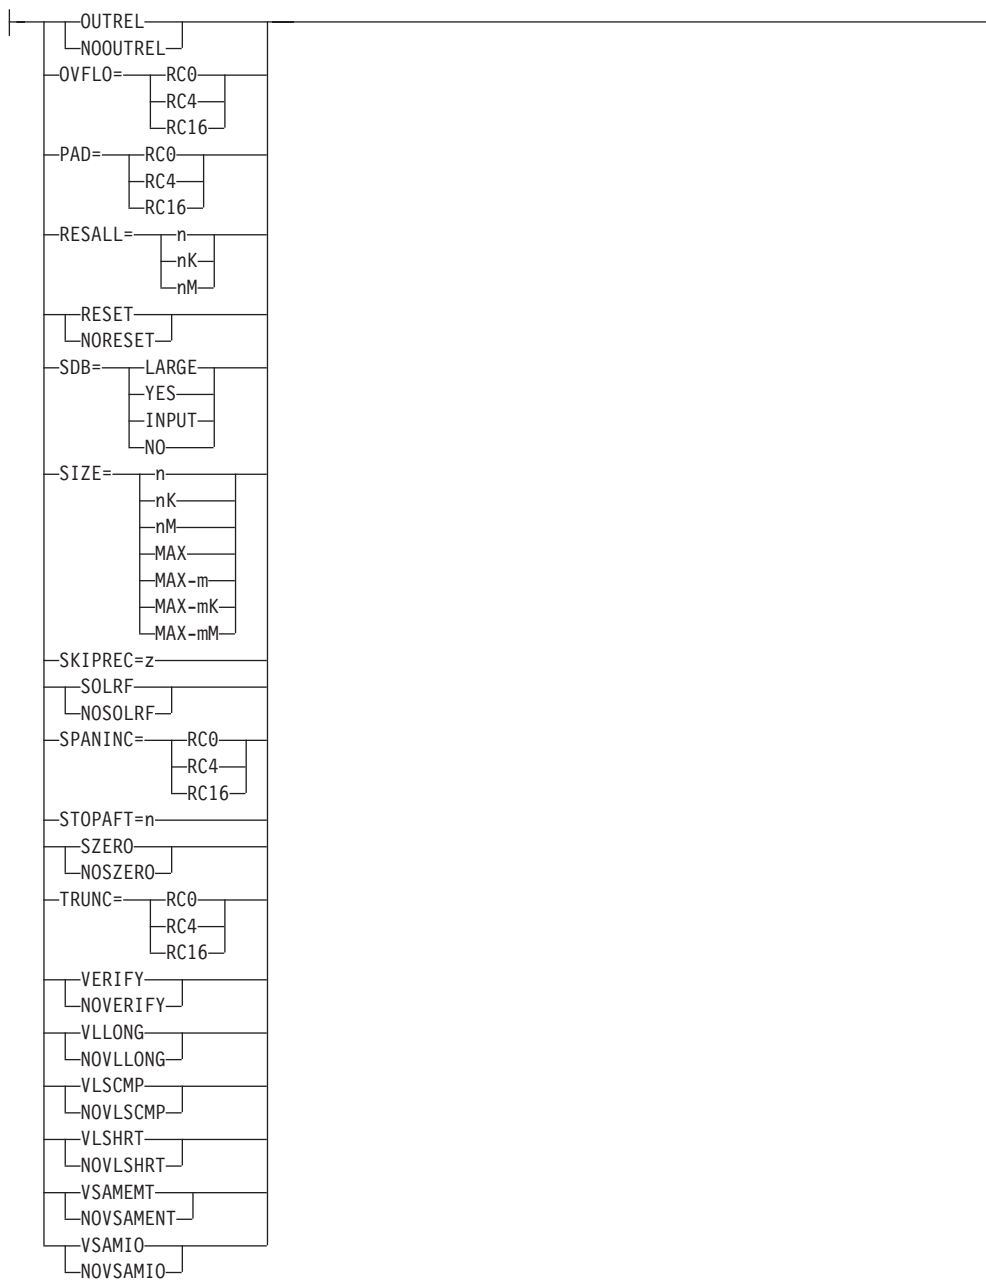 OUTREL
NOOUTREL
OVFLO= RC0
RC4
RC16
PAD= RC0
RC4
RC16
RESALL= n
nK
nM
RESET
NORESET
SDB= LARGE
YES
INPUT
NO
SIZE= n
nK
nM
MAX
MAX-m
MAX-mK
MAX-mM
SKIPREC=z
SOLRF
NOSOLRF
SPANINC= RC0
RC4
RC16
STOPAFT=n
SZERO
NOSZERO
TRUNC= RC0
RC4
RC16
VERIFY
NOVERIFY
VLLONG
NOVLLONG
VLSCMP
NOVLSCMP
VLSHRT
NOVLSHRT
VSAMEMT
NOVSAMENT
VSAMIO
NOVSAMIO